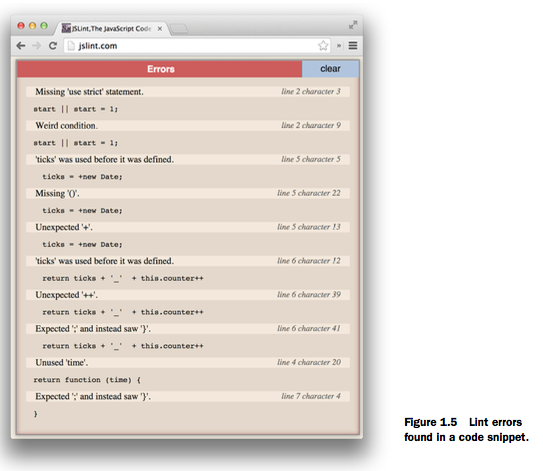 JSLint,The JavaScript Code
jslint.com
Errors
clear
Missing 'use strict' statement. line 2 character 3
start || start = 1;
Weird condition. line 2 character 9
start || start = 1;
'ticks' was used before it was defined. line 5 character 5
ticks = +new Date;
Missing '()'. line 5 character 22
ticks = +new Date;
Unexpected '+'. line 5 character 13
ticks = +new Date;
'ticks' was used before it was defined. line 6 character 12
return ticks + '_' + this.counter++
Unexpected '++'. line 6 character 39
return ticks + '_' + this.counter++
Expected ';' and instead saw '}'. line 6 character 41
return ticks + '_' + this.counter++
Unused 'time'. line 4 character 20
return function (time) {
Expected ';' and instead saw '}'. line 7 character 4
}
Figure 1.5 Lint errors
found in a code snippet.